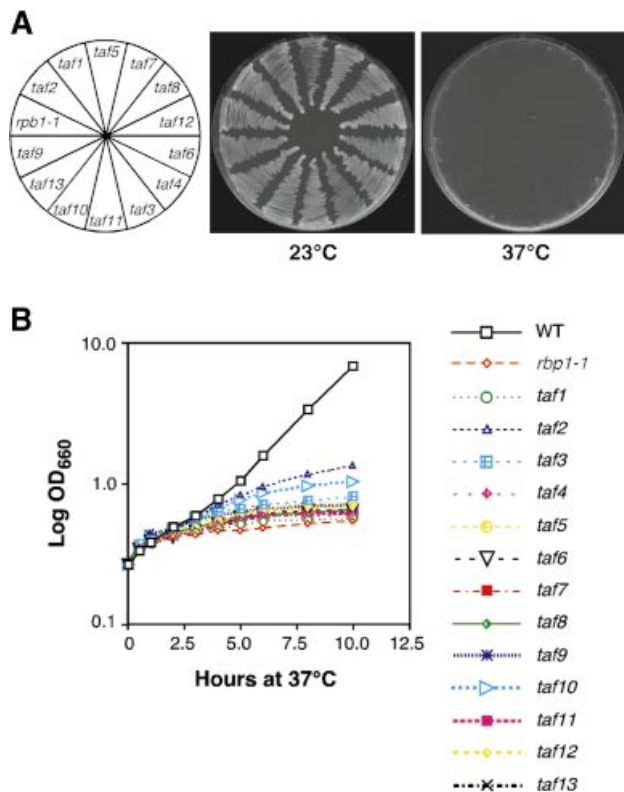 A
taf5
taf1
taf7
taf2
taf8
rpb1-1
taf12
taf9
taf6
taf13
taf4
taf10
taf3
taf11
23°C
37°C
B
10.0
1.0
0.1
Log OD660
0
2.5
5.0
7.5
10.0
12.5
Hours at 37°C
WT
rbp1-1
taf1
taf2
taf3
taf4
taf5
taf6
taf7
taf8
taf9
taf10
taf11
taf12
taf13